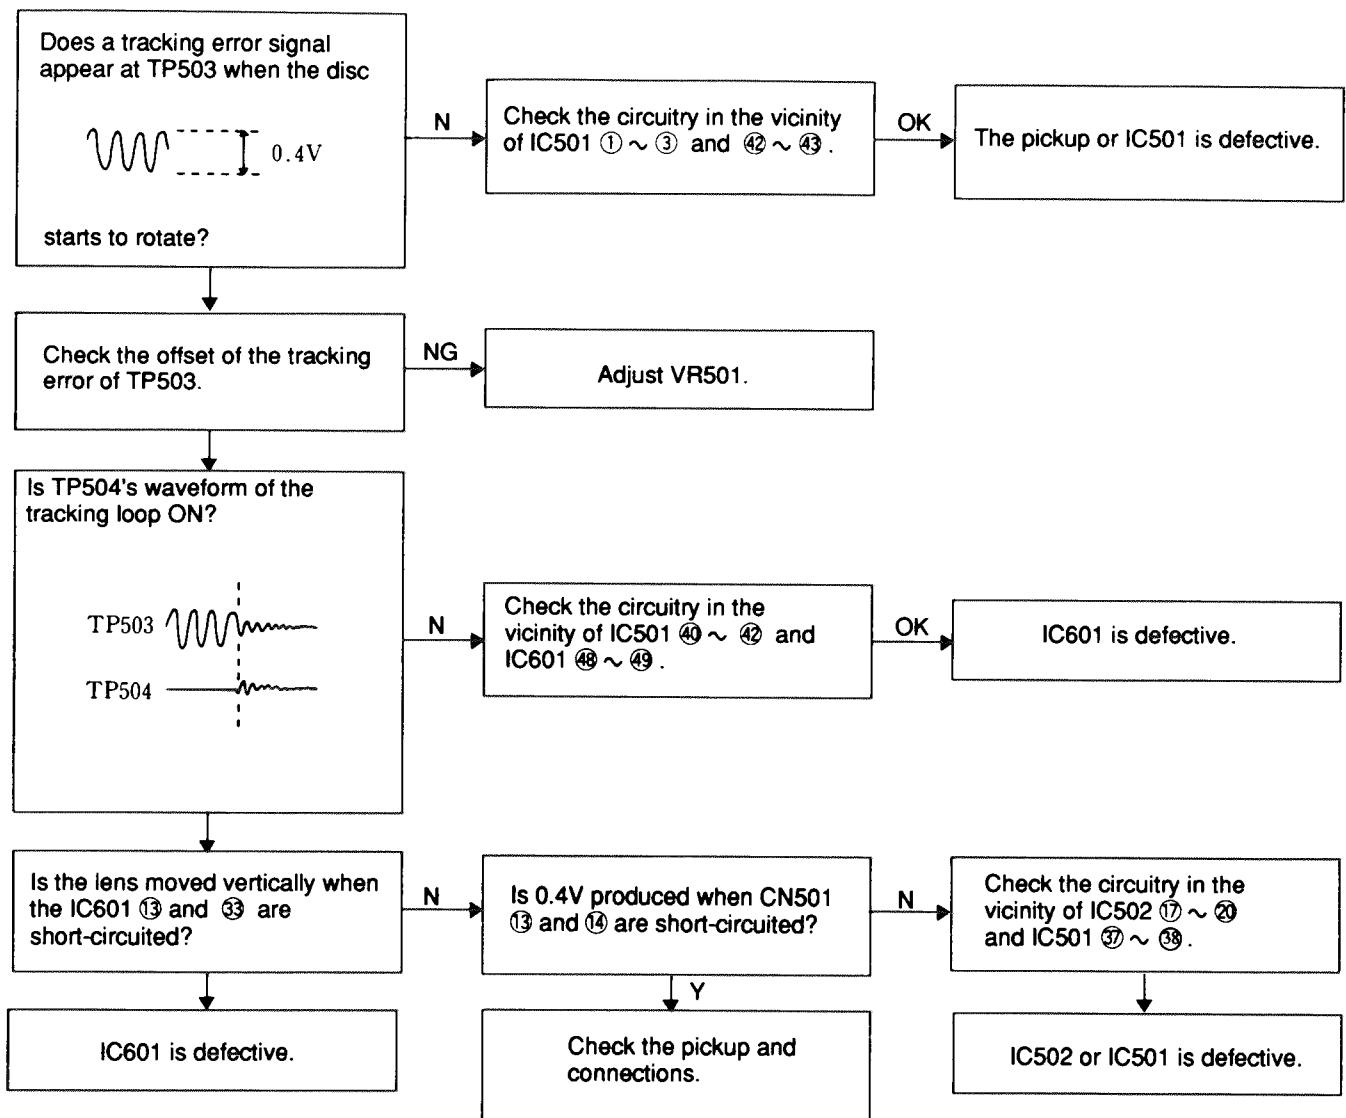 Does a tracking error signal
appear at TP503 when the disc
0.4V
starts to rotate?
N
Check the circuitry in the vicinity
of IC501 ① ~ ③ and ㊷ ~ ㊸ .
OK
The pickup or IC501 is defective.
Check the offset of the tracking
error of TP503.
NG
Adjust VR501.
Is TP504's waveform of the
tracking loop ON?
TP503
TP504
N
Check the circuitry in the
vicinity of IC501 ㊵ ~ ㊷ and
IC601 ㊽ ~ ㊾ .
OK
IC601 is defective.
Is the lens moved vertically when
the IC601 ⑬ and ㉝ are
short-circuited?
N
Is 0.4V produced when CN501
⑬ and ⑭ are short-circuited?
N
Check the circuitry in the
vicinity of IC502 ⑰ ~ ⑳
and IC501 ㊲ ~ ㊳ .
Y
IC601 is defective.
Check the pickup and
connections.
IC502 or IC501 is defective.